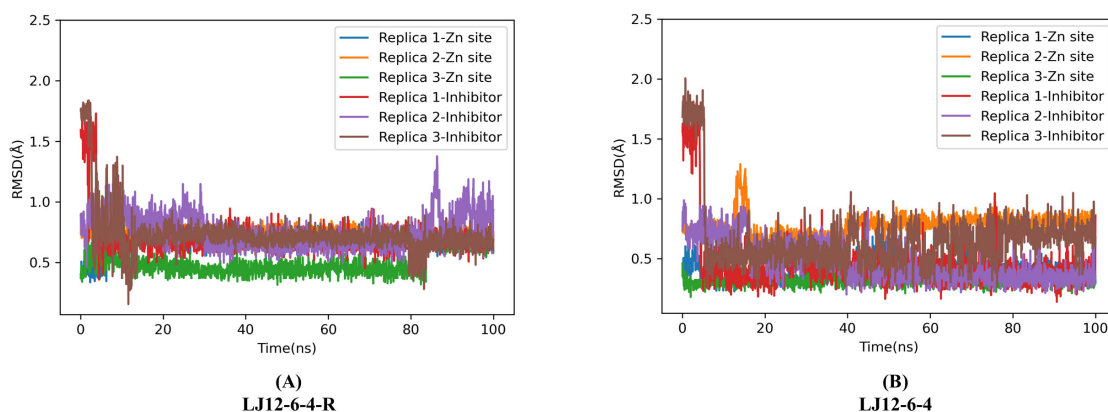 2.5
2.0
1.5
1.0
0.5
RMSD(Å)
0
20
40
60
80
100
Time(ns)
Replica 1-Zn site
Replica 2-Zn site
Replica 3-Zn site
Replica 1-Inhibitor
Replica 2-Inhibitor
Replica 3-Inhibitor
(A)
LJ12-6-4-R
2.5
2.0
1.5
1.0
0.5
0.0
RMSD(Å)
0
20
40
60
80
100
Time(ns)
Replica 1-Zn site
Replica 2-Zn site
Replica 3-Zn site
Replica 1-Inhibitor
Replica 2-Inhibitor
Replica 3-Inhibitor
(B)
LJ12-6-4